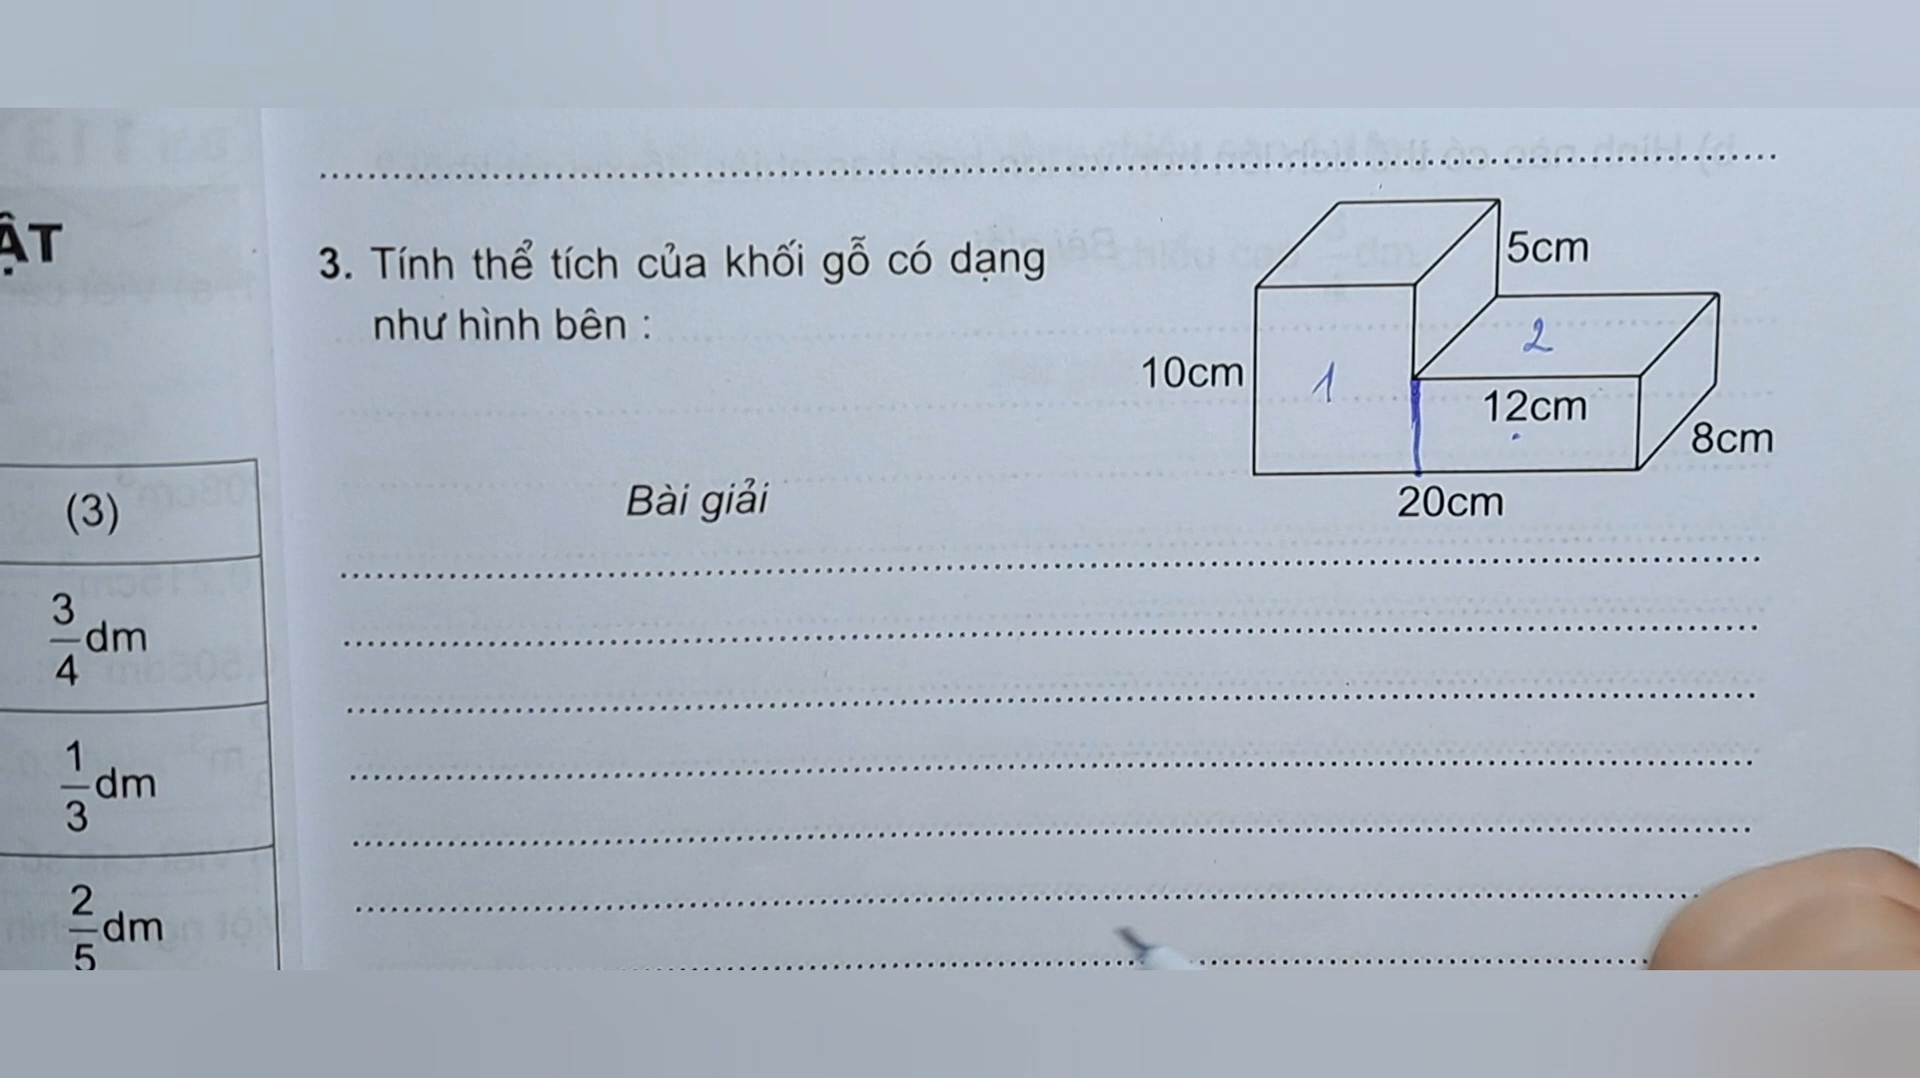 ẬT
3. Tính thể tích của khối gỗ có dạng
như hình bên :
5cm
2
10cm
1
12cm
8cm
20cm
Bài giải
(3)
3/4 dm
1/3 dm
2/5 dm